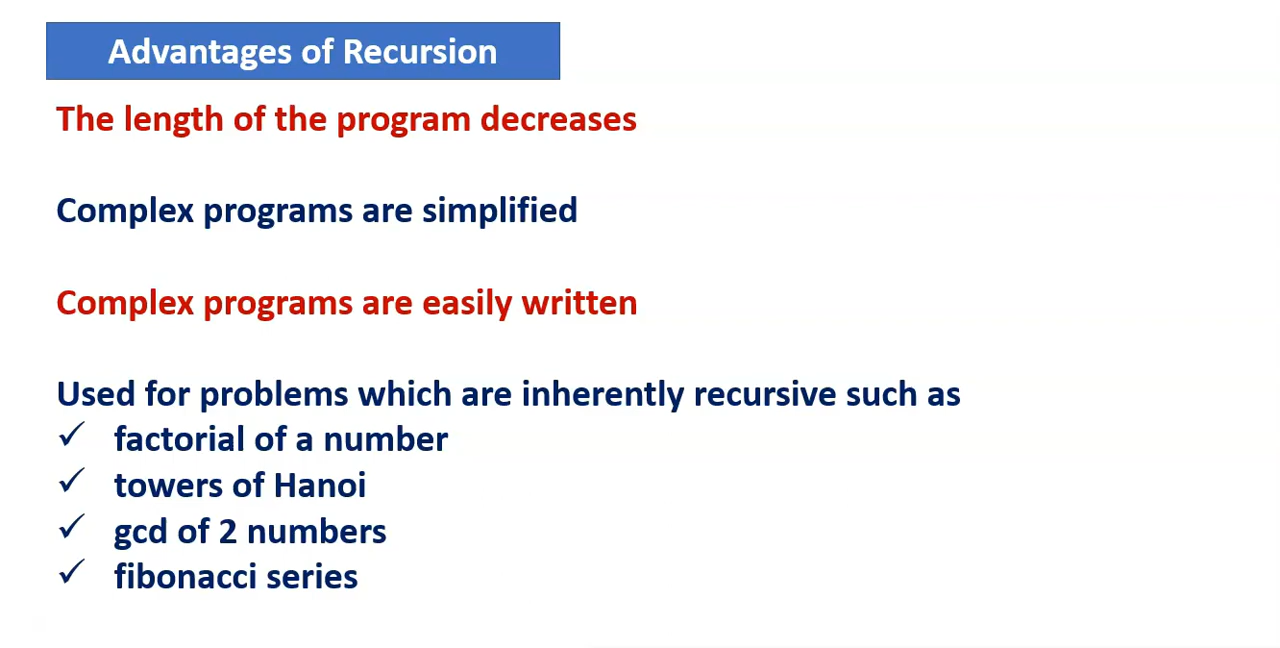 Advantages of Recursion
The length of the program decreases
Complex programs are simplified
Complex programs are easily written
Used for problems which are inherently recursive such as
✓ factorial of a number
✓ towers of Hanoi
✓ gcd of 2 numbers
✓ fibonacci series